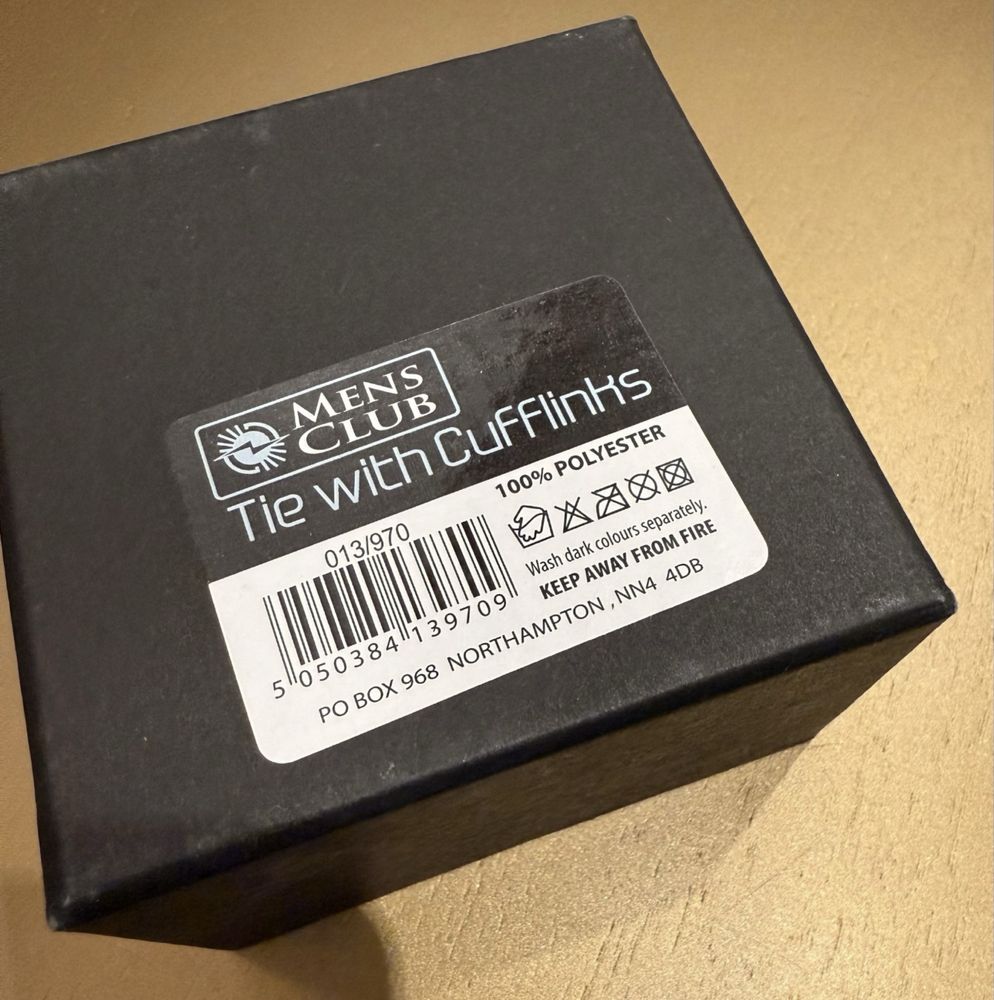 MENS
CLUB
Tie with Cufflinks
100% POLYESTER
013/970
Wash dark colours separately.
KEEP AWAY FROM FIRE
5 050384 139709
PO BOX 968 NORTHAMPTON , NN4 4DB